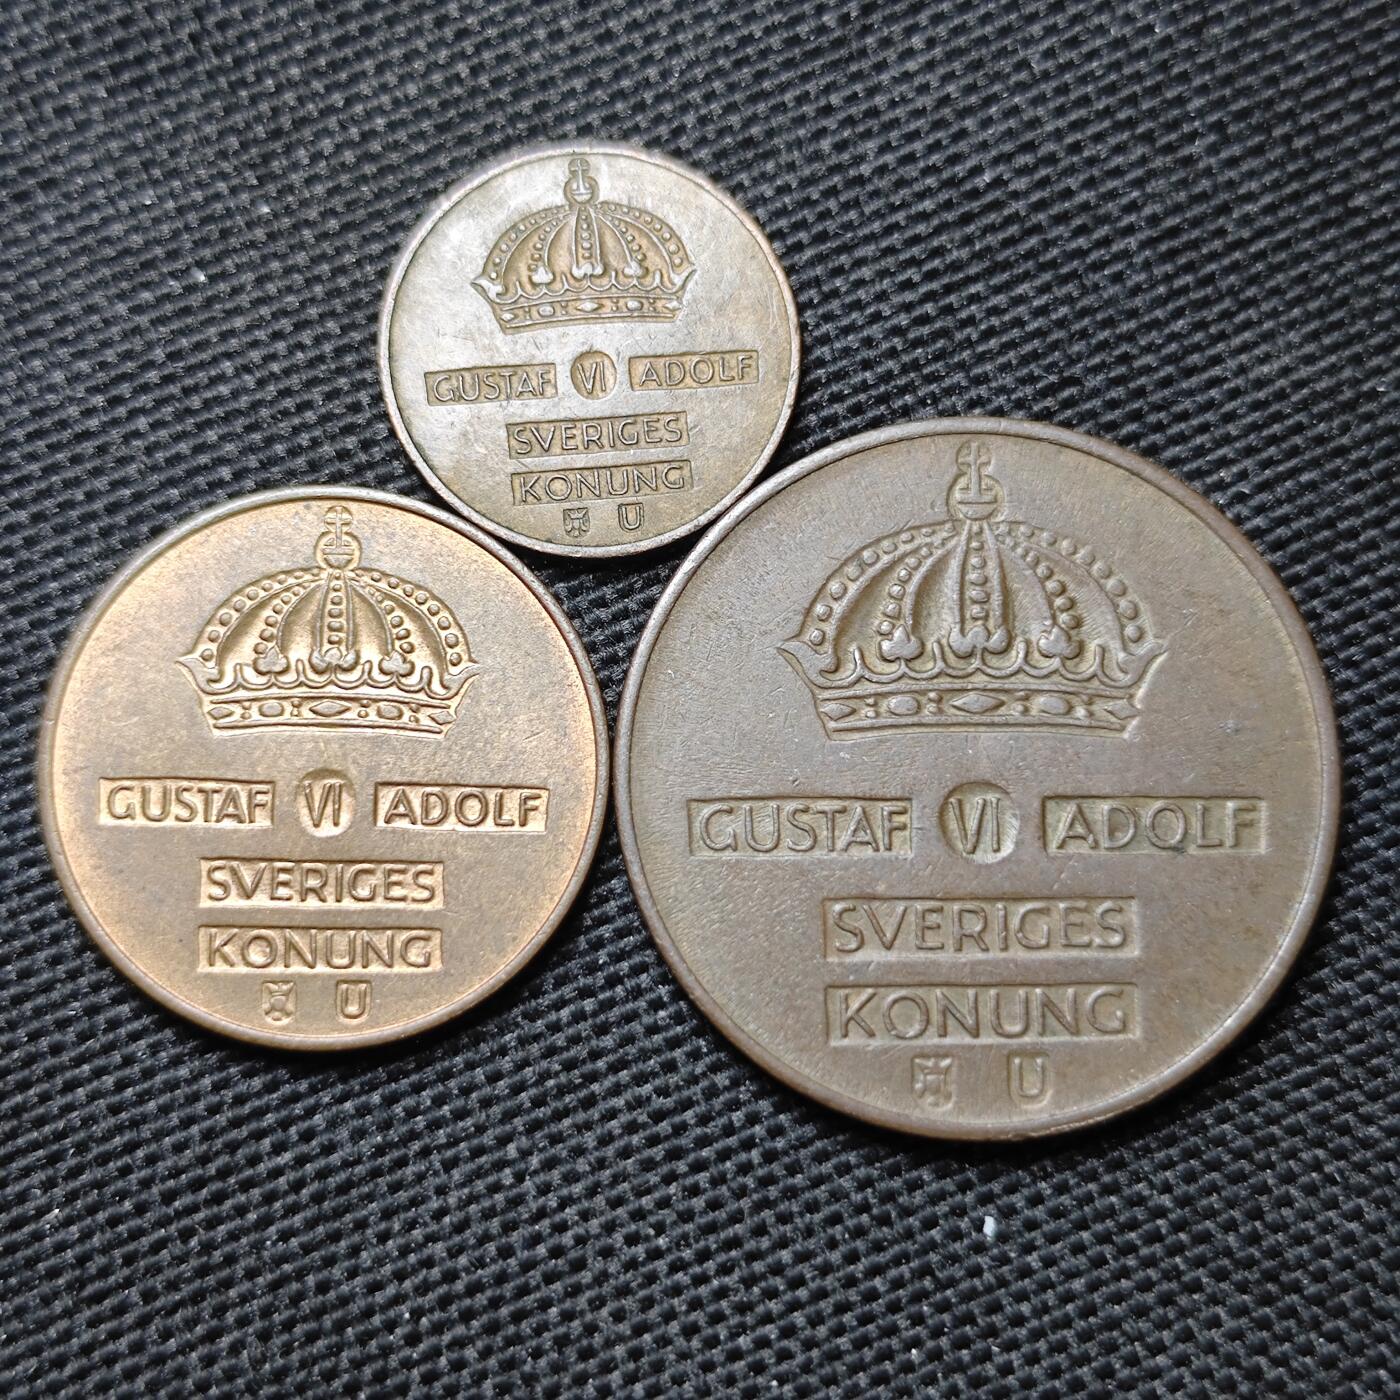 GUSTAF VI ADOLF
SVERIGES
KONUNG
U
GUSTAF VI ADOLF
SVERIGES
KONUNG
U
GUSTAF VI ADOLF
SVERIGES
KONUNG
U